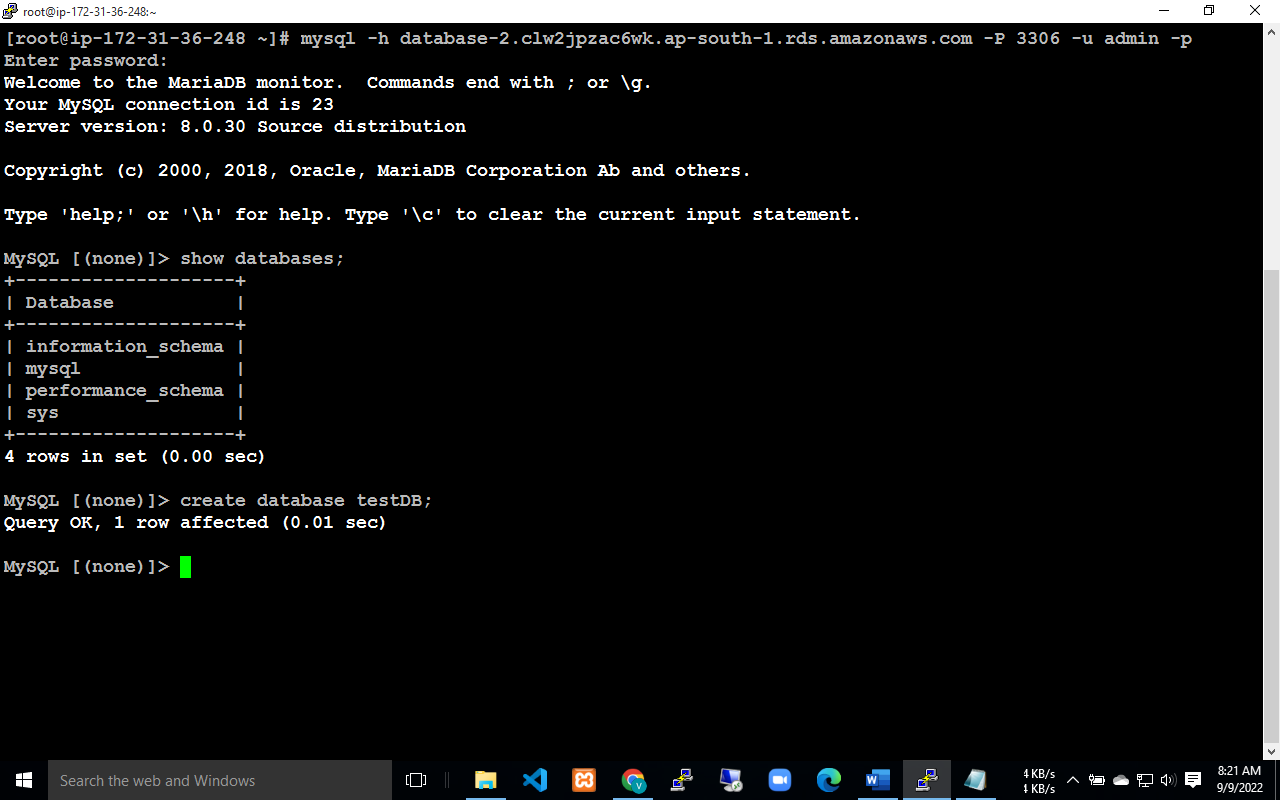 root@ip-172-31-36-248:~
[root@ip-172-31-36-248 ~]# mysql -h database-2.clw2jpzac6wk.ap-south-1.rds.amazonaws.com -P 3306 -u admin -p
Enter password:
Welcome to the MariaDB monitor.  Commands end with ; or \g.
Your MySQL connection id is 23
Server version: 8.0.30 Source distribution
Copyright (c) 2000, 2018, Oracle, MariaDB Corporation Ab and others.
Type 'help;' or '\h' for help. Type '\c' to clear the current input statement.
MySQL [(none)]> show databases;
+--------------------+
| Database           |
+--------------------+
| information_schema |
| mysql              |
| performance_schema |
| sys                |
+--------------------+
4 rows in set (0.00 sec)
MySQL [(none)]> create database testDB;
Query OK, 1 row affected (0.01 sec)
MySQL [(none)]>
Search the web and Windows
4 KB/s
KB/s
8:21 AM
9/9/2022